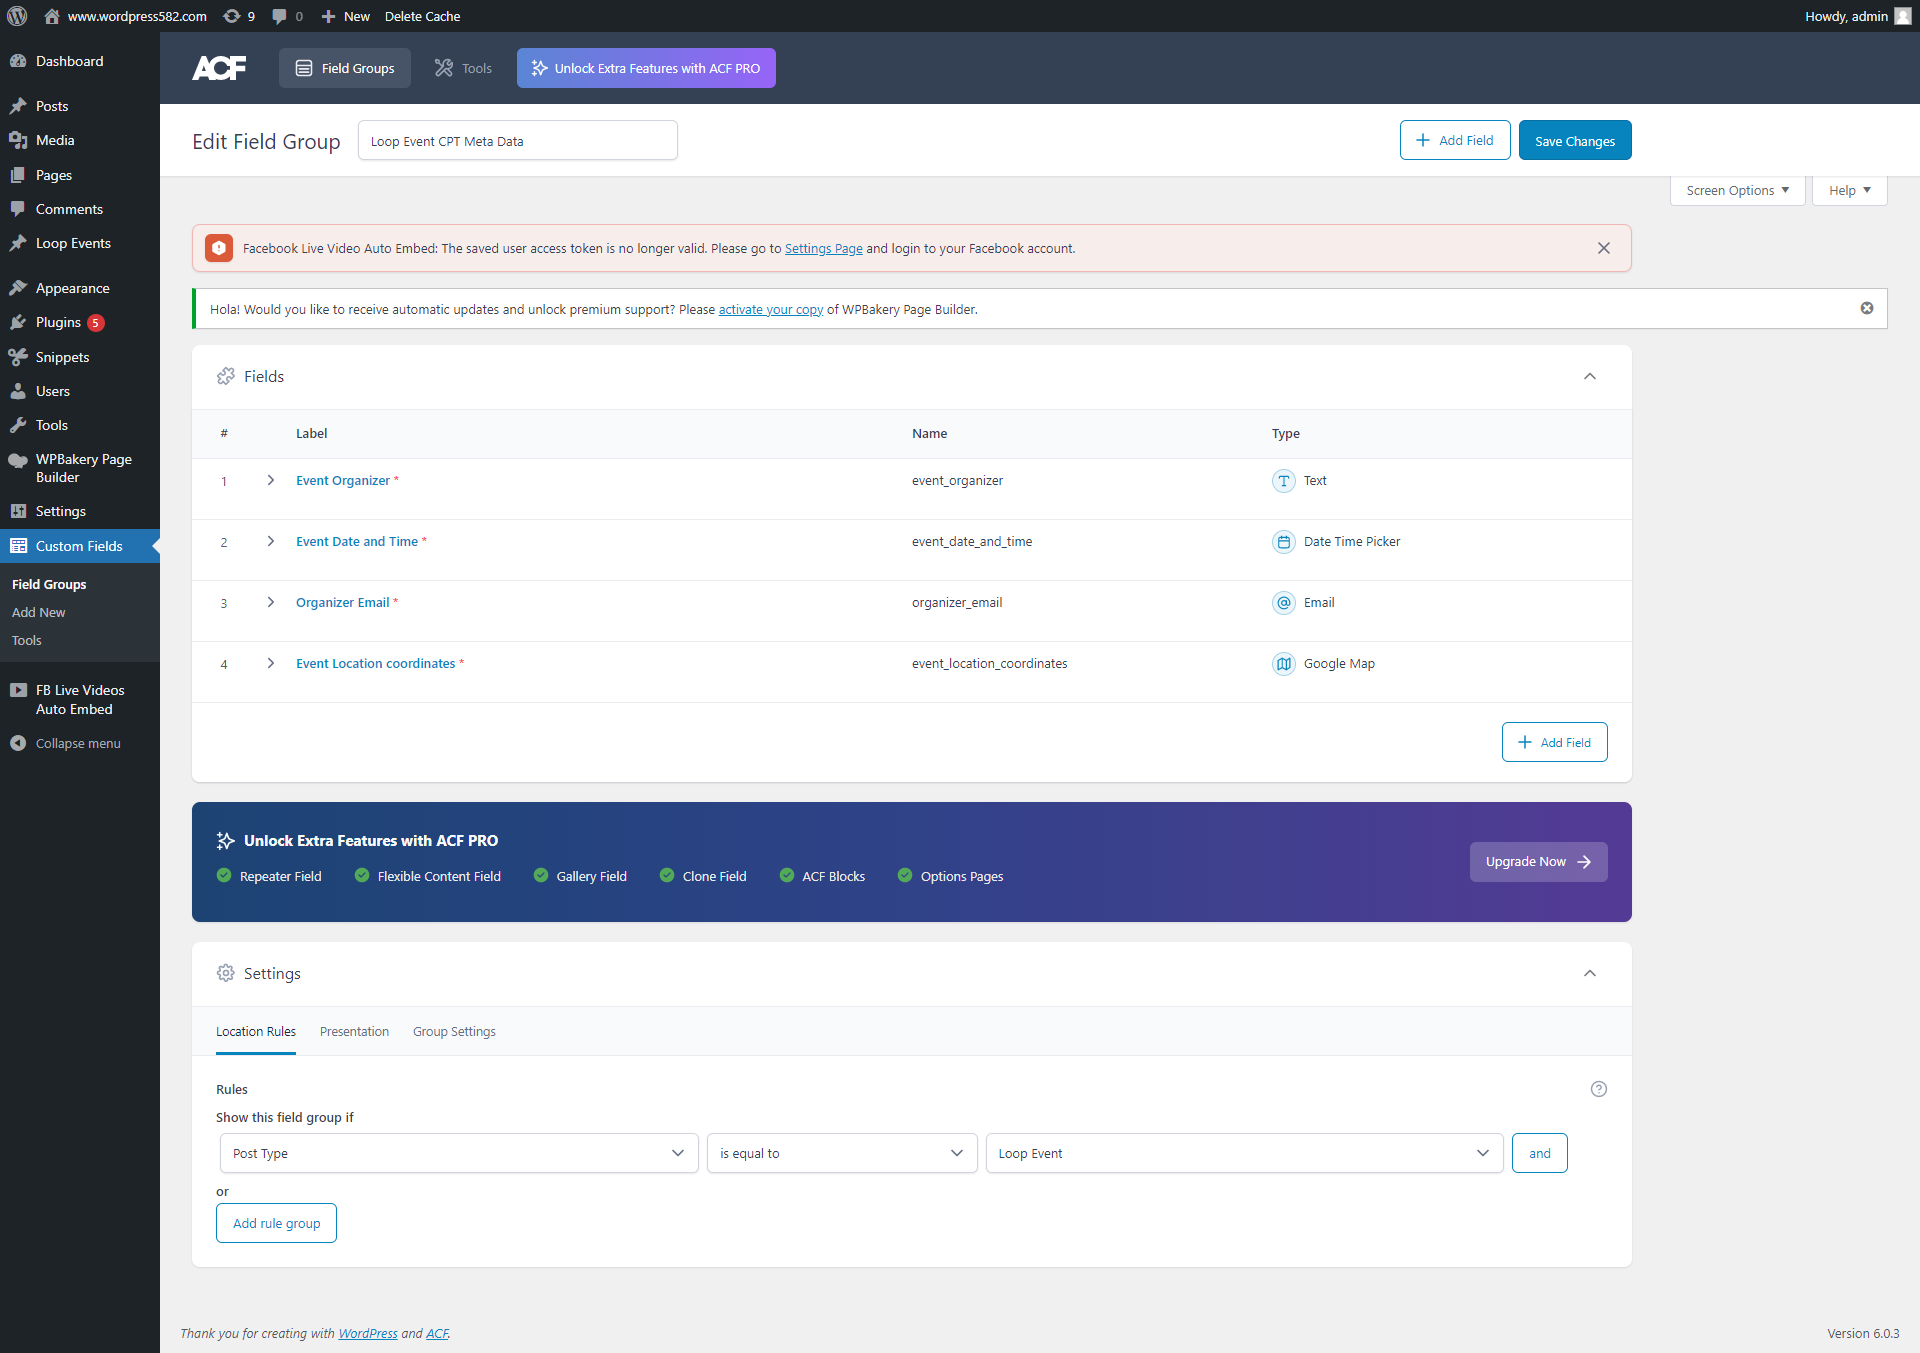 www.wordpress582.com 9 0 New Delete Cache Howdy, admin
Dashboard
Posts
Media
Pages
Comments
Loop Events
Appearance
Plugins 5
Snippets
Users
Tools
WPBakery Page
Builder
Settings
Custom Fields
Field Groups
Add New
Tools
FB Live Videos
Auto Embed
Collapse menu
ACF Field Groups Tools Unlock Extra Features with ACF PRO
Edit Field Group Loop Event CPT Meta Data Add Field Save Changes
Screen Options Help
Facebook Live Video Auto Embed: The saved user access token is no longer valid. Please go to Settings Page and login to your Facebook account.
Hola! Would you like to receive automatic updates and unlock premium support? Please activate your copy of WPBakery Page Builder.
Fields
# Label Name Type
1 Event Organizer * event_organizer Text
2 Event Date and Time * event_date_and_time Date Time Picker
3 Organizer Email * organizer_email Email
4 Event Location coordinates * event_location_coordinates Google Map
Add Field
Unlock Extra Features with ACF PRO
Repeater Field Flexible Content Field Gallery Field Clone Field ACF Blocks Options Pages
Upgrade Now
Settings
Location Rules Presentation Group Settings
Rules
Show this field group if
Post Type is equal to Loop Event and
or
Add rule group
Thank you for creating with WordPress and ACF. Version 6.0.3